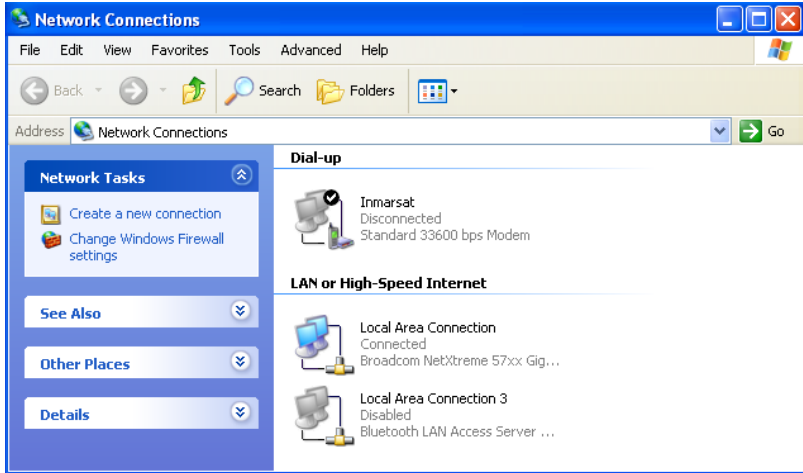 Network Connections
File Edit View Favorites Tools Advanced Help
Back Search Folders
Address Network Connections Go
Network Tasks
Create a new connection
Change Windows Firewall
settings
See Also
Other Places
Details
Dial-up
Inmarsat
Disconnected
Standard 33600 bps Modem
LAN or High-Speed Internet
Local Area Connection
Connected
Broadcom NetXtreme 57xx Gig...
Local Area Connection 3
Disabled
Bluetooth LAN Access Server ...